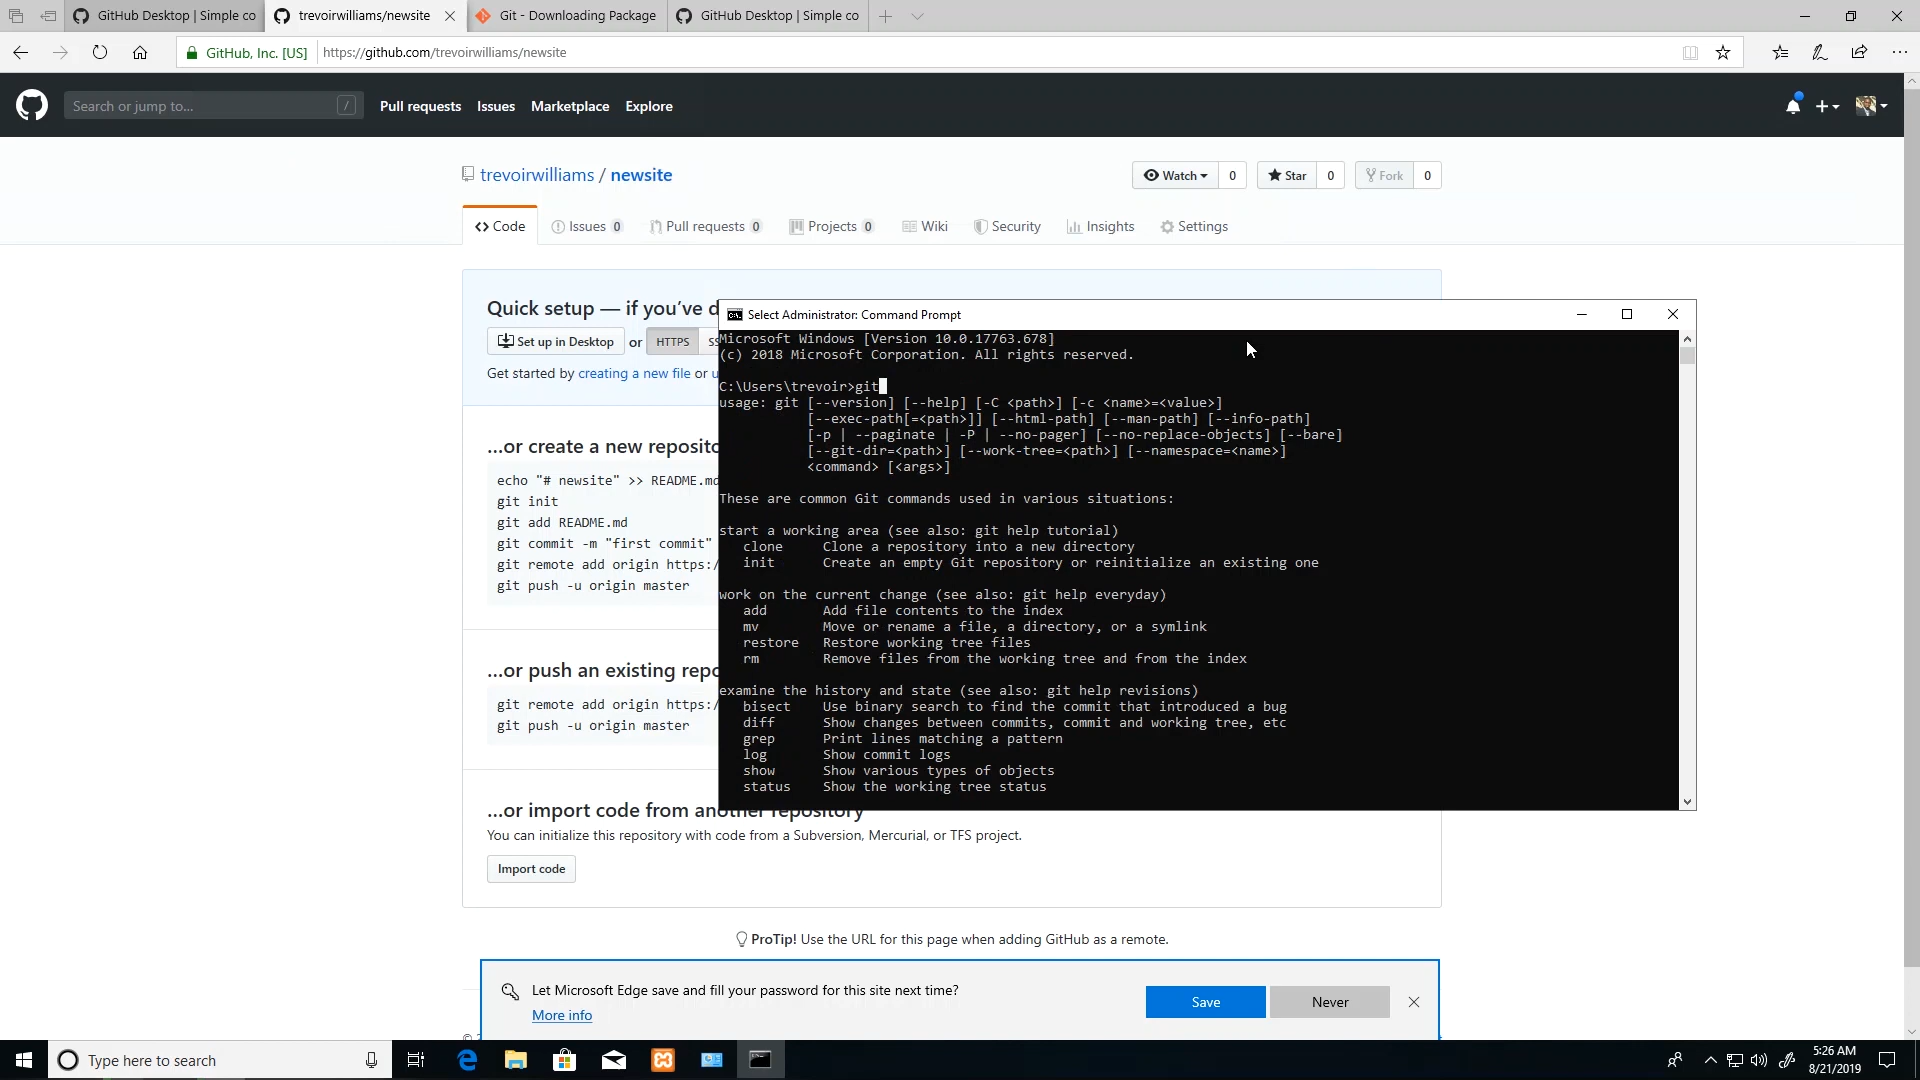 GitHub Desktop | Simple co
trevoirwilliams/newsite
Git - Downloading Package
GitHub Desktop | Simple co
GitHub, Inc. [US]
https://github.com/trevoirwilliams/newsite
Search or jump to...
/
Pull requests
Issues
Marketplace
Explore
trevoirwilliams / newsite
Watch
0
Star
0
Fork
0
Code
Issues 0
Pull requests 0
Projects 0
Wiki
Security
Insights
Settings
Quick setup — if you've d
Set up in Desktop or HTTPS
Get started by creating a new file or
...or create a new reposito
echo "# newsite" >> README.md
git init
git add README.md
git commit -m "first commit"
git remote add origin https:/
git push -u origin master
...or push an existing repo
git remote add origin https:/
git push -u origin master
...or import code from another repository
You can initialize this repository with code from a Subversion, Mercurial, or TFS project.
Import code
ProTip! Use the URL for this page when adding GitHub as a remote.
Select Administrator: Command Prompt
Microsoft Windows [Version 10.0.17763.678]
(c) 2018 Microsoft Corporation. All rights reserved.
C:\Users\trevoir>git
usage: git [--version] [--help] [-C <path>] [-c <name>=<value>]
[--exec-path[=<path>]] [--html-path] [--man-path] [--info-path]
[-p | --paginate | -P | --no-pager] [--no-replace-objects] [--bare]
[--git-dir=<path>] [--work-tree=<path>] [--namespace=<name>]
<command> [<args>]
These are common Git commands used in various situations:
start a working area (see also: git help tutorial)
clone Clone a repository into a new directory
init Create an empty Git repository or reinitialize an existing one
work on the current change (see also: git help everyday)
add Add file contents to the index
mv Move or rename a file, a directory, or a symlink
restore Restore working tree files
rm Remove files from the working tree and from the index
examine the history and state (see also: git help revisions)
bisect Use binary search to find the commit that introduced a bug
diff Show changes between commits, commit and working tree, etc
grep Print lines matching a pattern
log Show commit logs
show Show various types of objects
status Show the working tree status
Let Microsoft Edge save and fill your password for this site next time?
More info
Save
Never
Type here to search
5:26 AM
8/21/2019